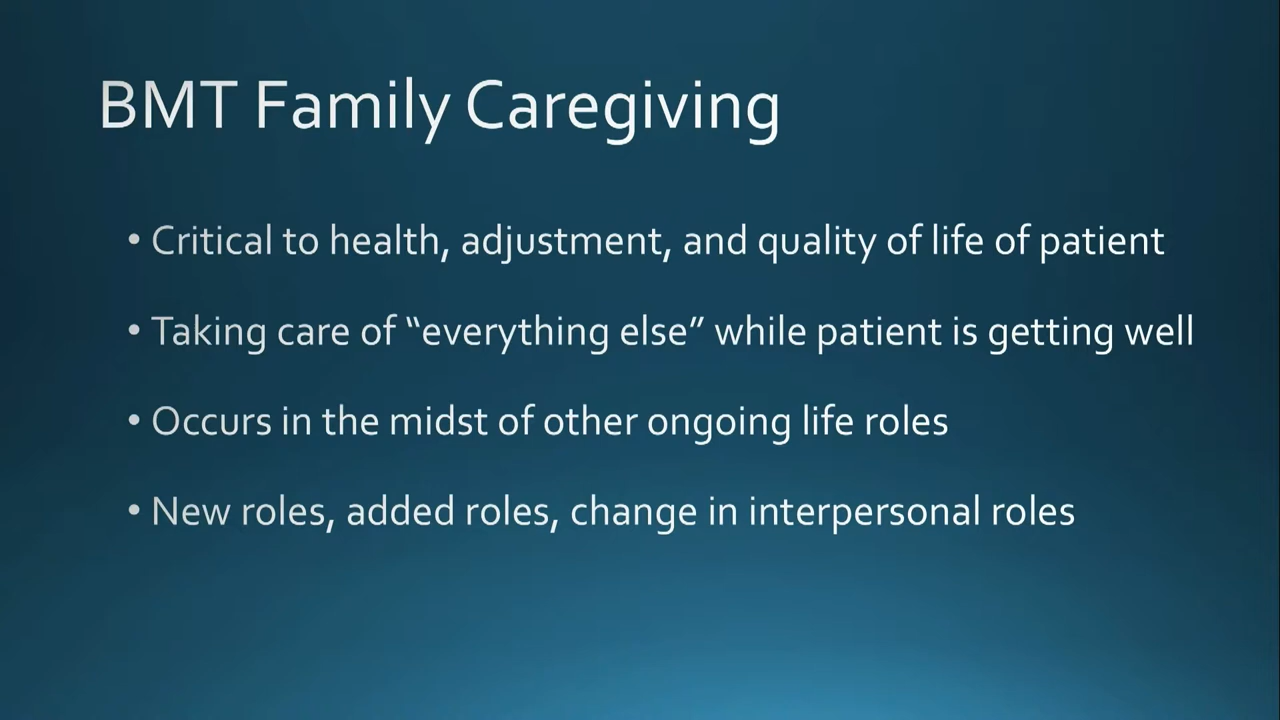 BMT Family Caregiving
• Critical to health, adjustment, and quality of life of patient
• Taking care of “everything else” while patient is getting well
• Occurs in the midst of other ongoing life roles
• New roles, added roles, change in interpersonal roles